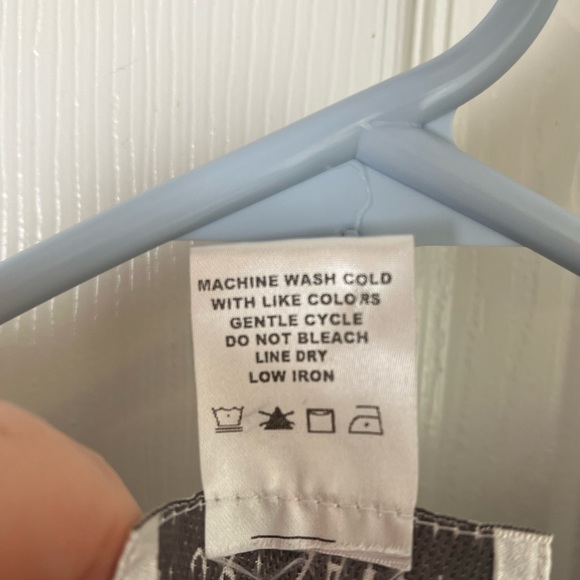 MACHINE WASH COLD
WITH LIKE COLORS
GENTLE CYCLE
DO NOT BLEACH
LINE DRY
LOW IRON